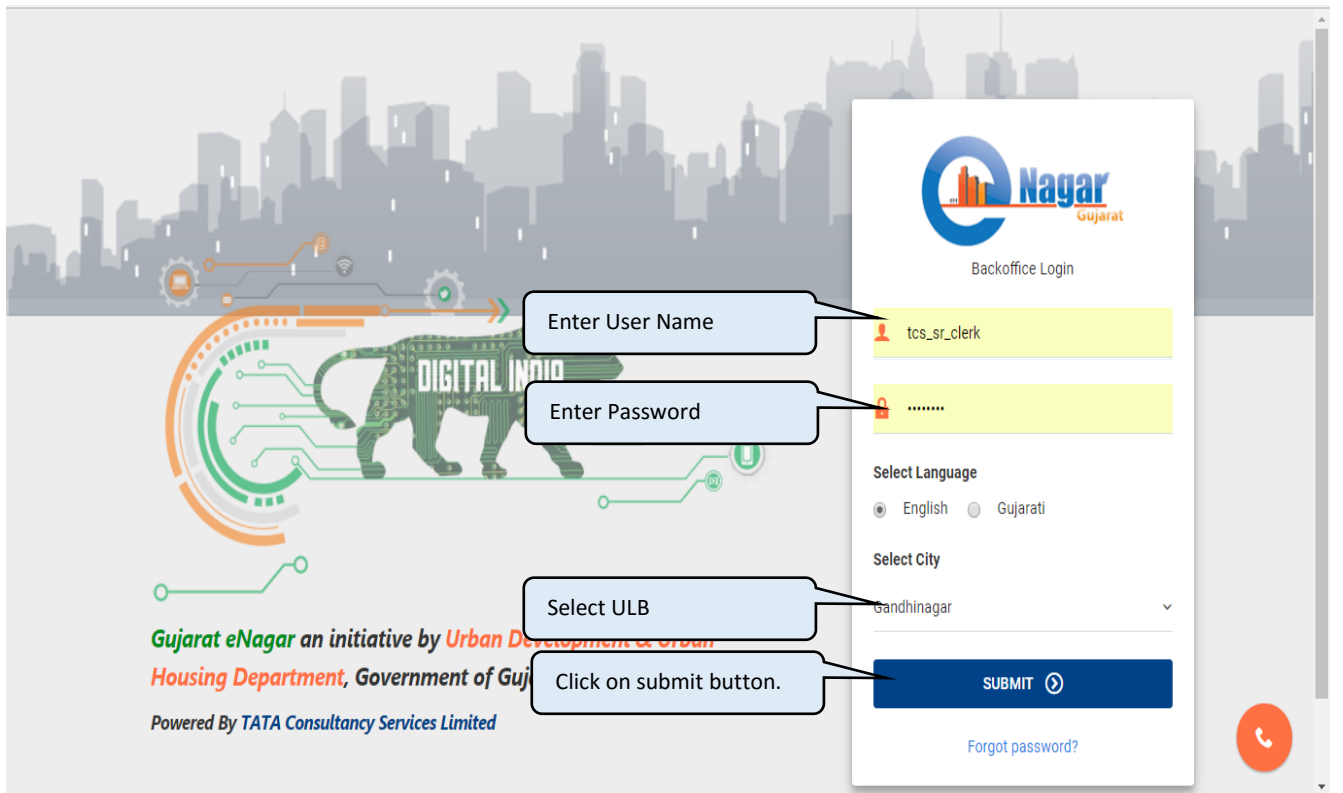 Nagar
Gujarat
Backoffice Login
Enter User Name
tcs_sr_clerk
DIGITAL INDIA
Enter Password
........
Select Language
English Gujarati
Select City
Select ULB
Gandhinagar
Gujarat eNagar an initiative by Urban Development & Urban
Housing Department, Government of Guj
Click on submit button.
SUBMIT
Powered By TATA Consultancy Services Limited
Forgot password?